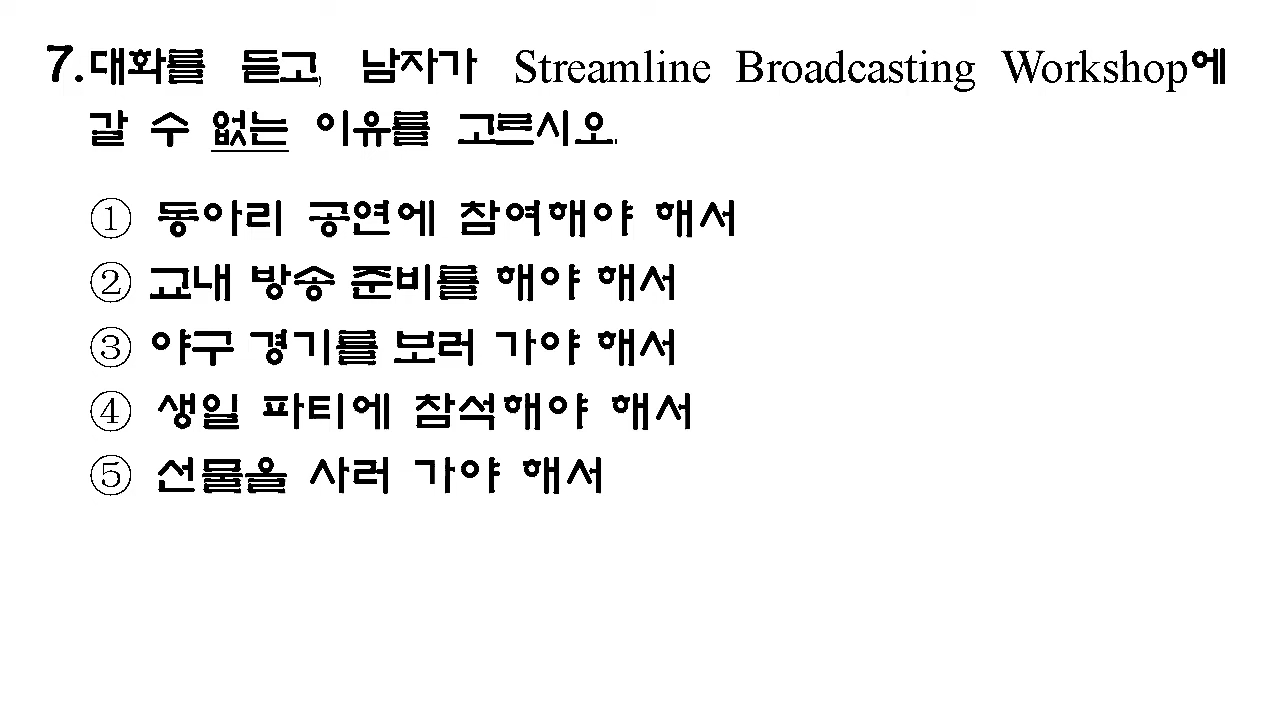 7. 대화를 듣고, 남자가 Streamline Broadcasting Workshop에
갈 수 없는 이유를 고르시오.
① 동아리 공연에 참여해야 해서
② 교내 방송 준비를 해야 해서
③ 야구 경기를 보러 가야 해서
④ 생일 파티에 참석해야 해서
⑤ 선물을 사러 가야 해서